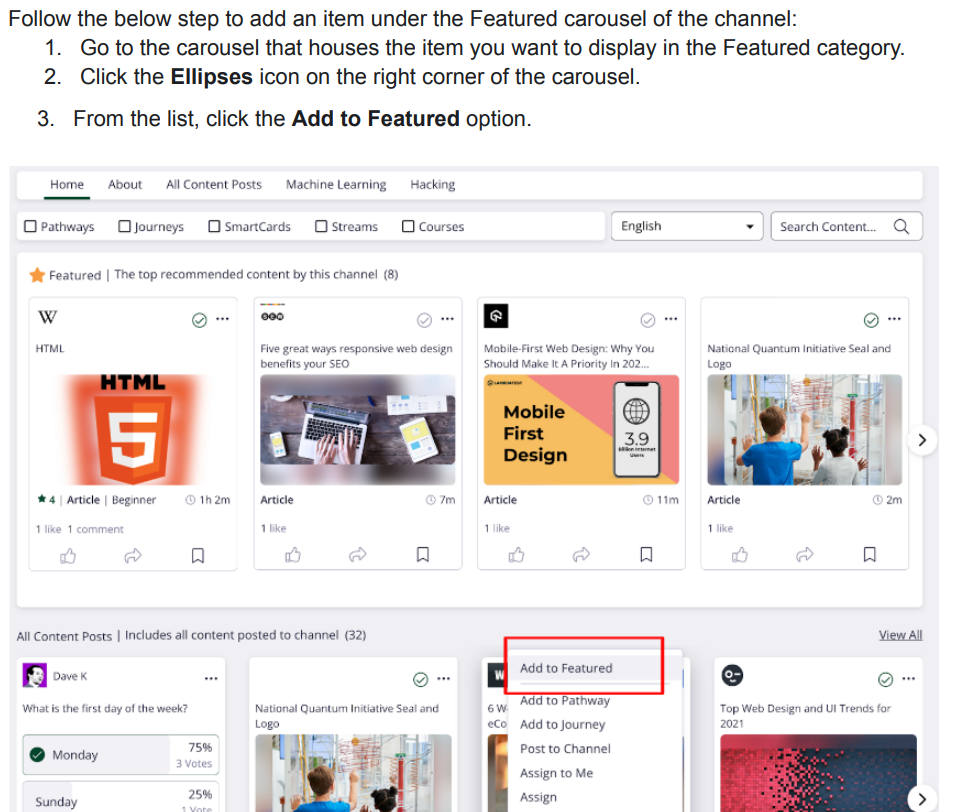 Follow the below step to add an item under the Featured carousel of the channel:
1. Go to the carousel that houses the item you want to display in the Featured category.
2. Click the Ellipses icon on the right corner of the carousel.
3. From the list, click the Add to Featured option.
Home About All Content Posts Machine Learning Hacking
Pathways Journeys SmartCards Streams Courses English Search Content...
Featured | The top recommended content by this channel (8)
W
HTML
HTML
5
4 | Article | Beginner 1h 2m
1 like 1 comment
Five great ways responsive web design
benefits your SEO
Article 7m
1 like
Mobile-First Web Design: Why You
Should Make It A Priority In 202...
LAMBDATEST
Mobile
First
Design
3.9
Billion Internet
Users
Article 11m
1 like
National Quantum Initiative Seal and
Logo
Article 2m
1 like
All Content Posts | Includes all content posted to channel (32) View All
Dave K
What is the first day of the week?
Monday 75%
3 Votes
Sunday 25%
1 Vote
National Quantum Initiative Seal and
Logo
W
6 W
eCo
Add to Featured
Add to Pathway
Add to Journey
Post to Channel
Assign to Me
Assign
Top Web Design and UI Trends for
2021